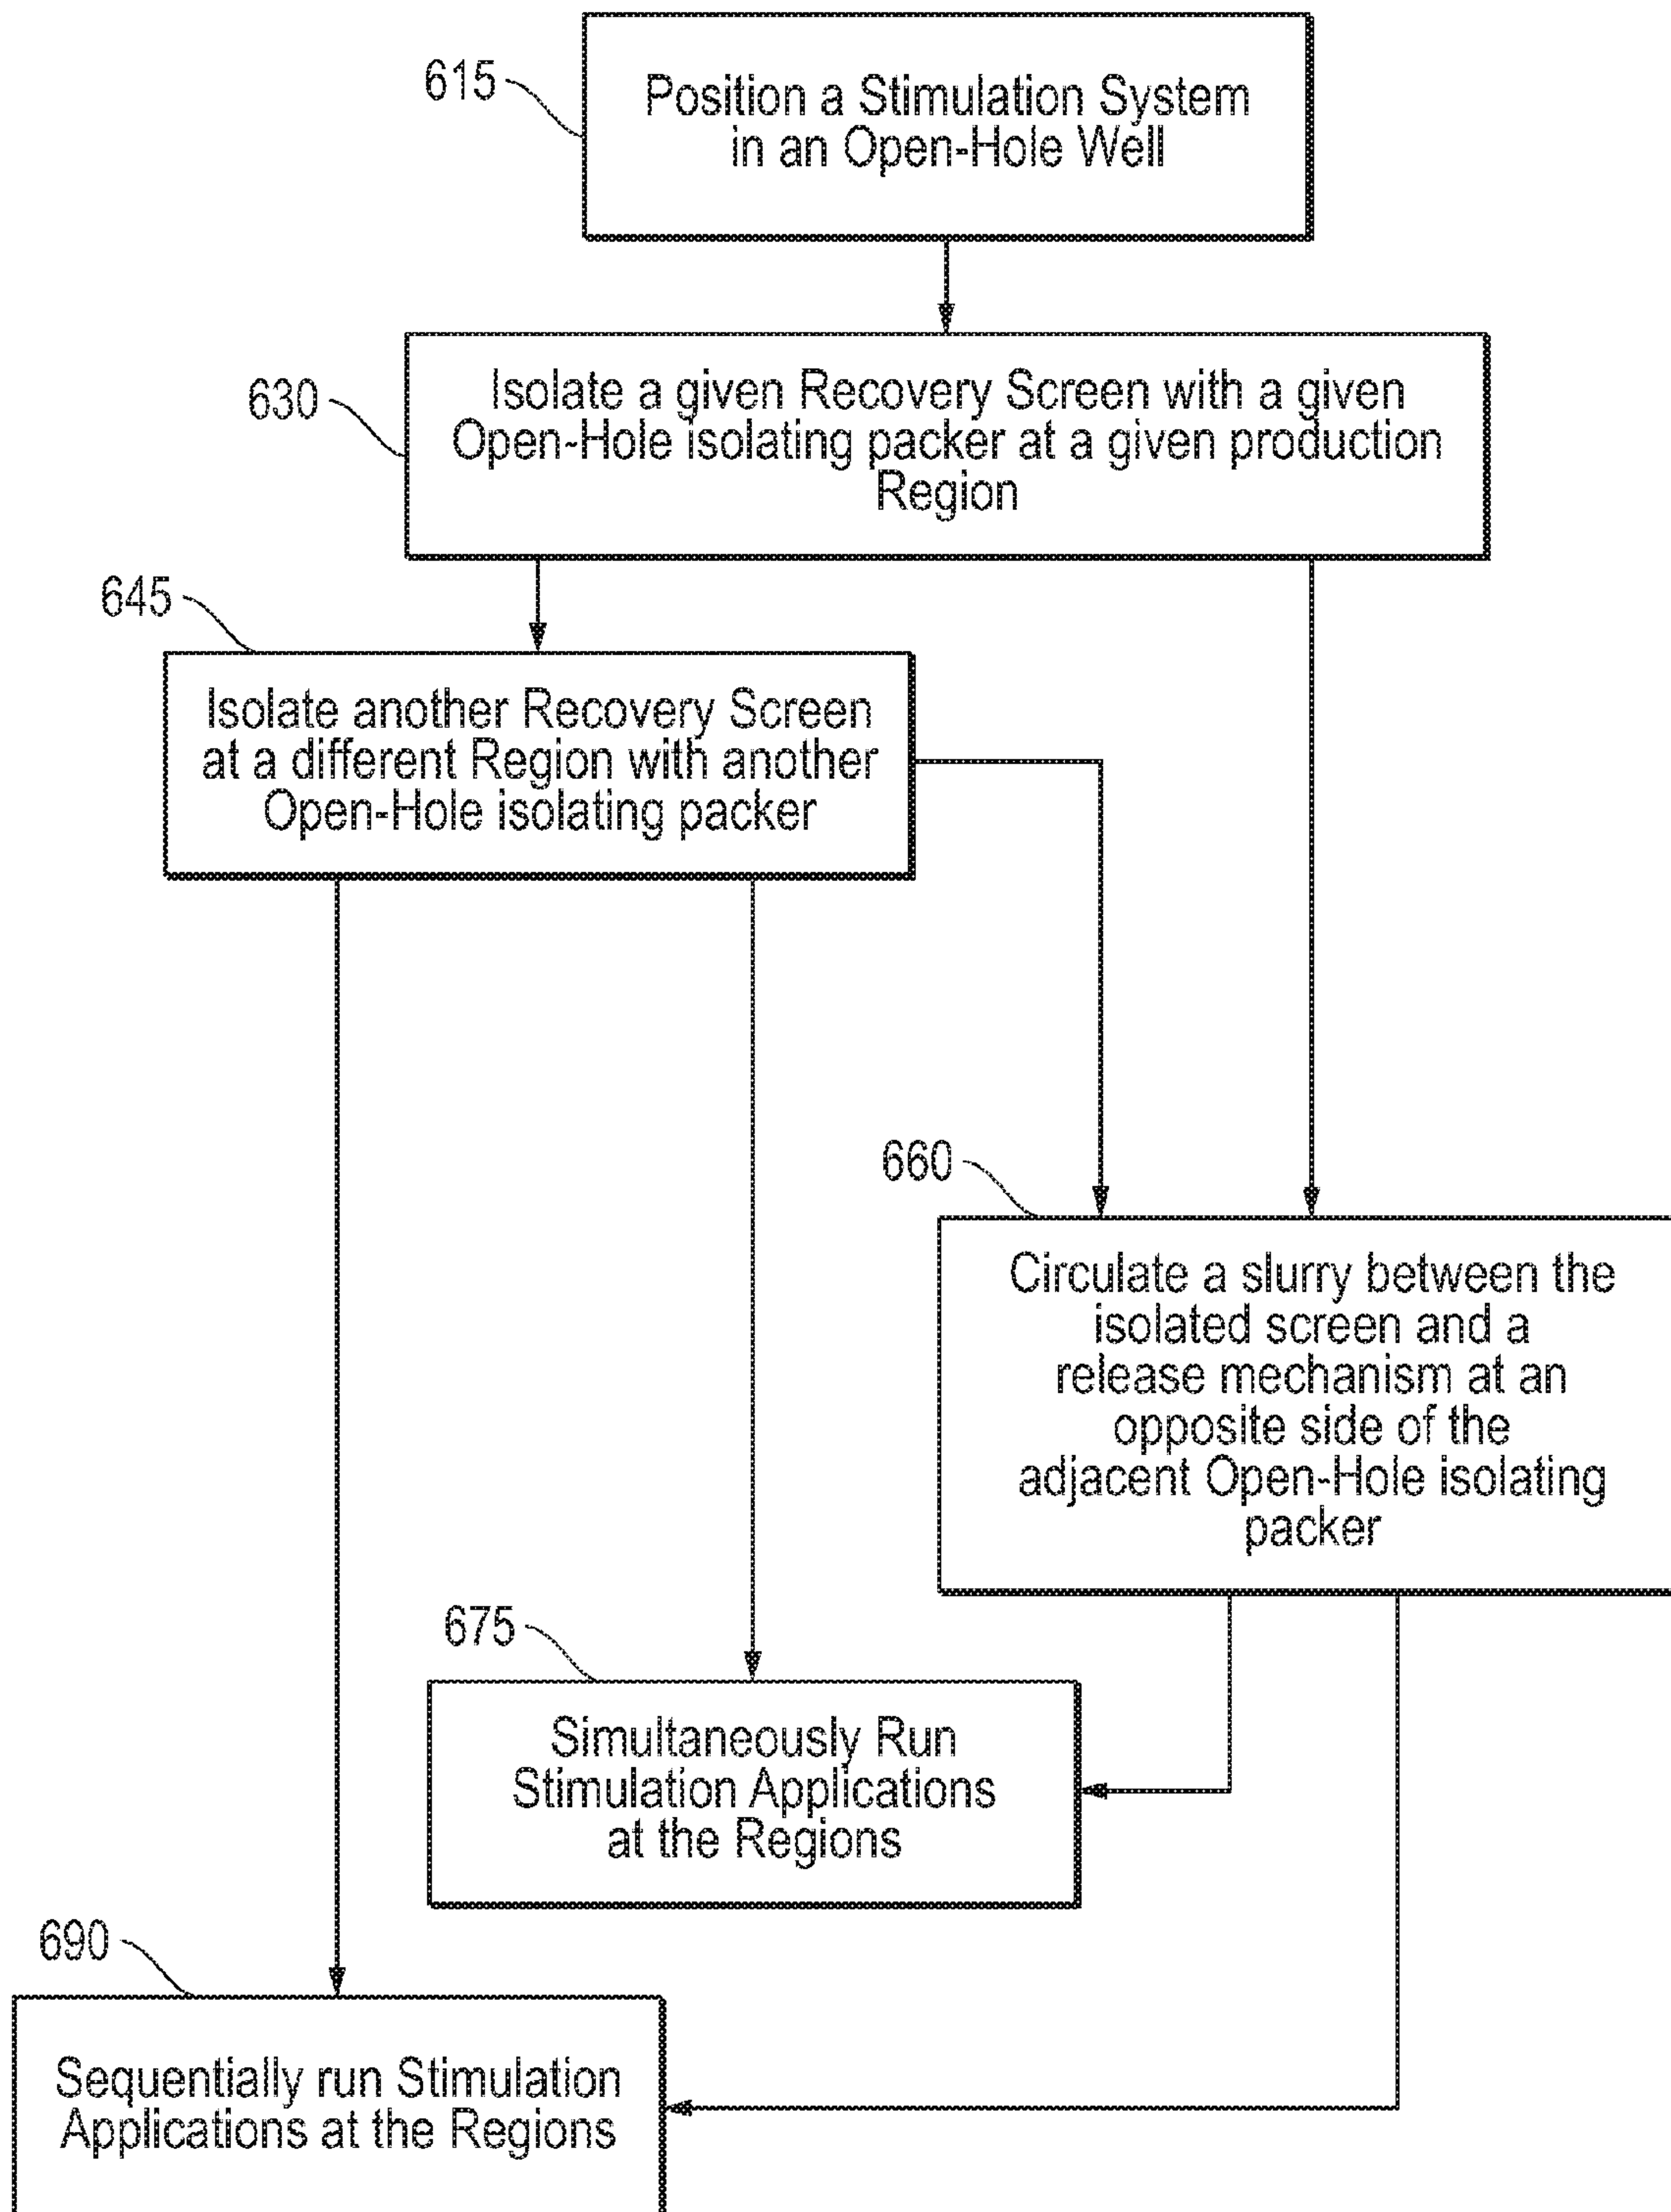 615
Position a Stimulation System
in an Open-Hole Well
630
Isolate a given Recovery Screen with a given
Open-Hole isolating packer at a given production
Region
645
Isolate another Recovery Screen
at a different Region with another
Open-Hole isolating packer
660
Circulate a slurry between the
isolated screen and a
release mechanism at an
opposite side of the
adjacent Open-Hole isolating
packer
675
Simultaneously Run
Stimulation Applications
at the Regions
690
Sequentially run Stimulation
Applications at the Regions